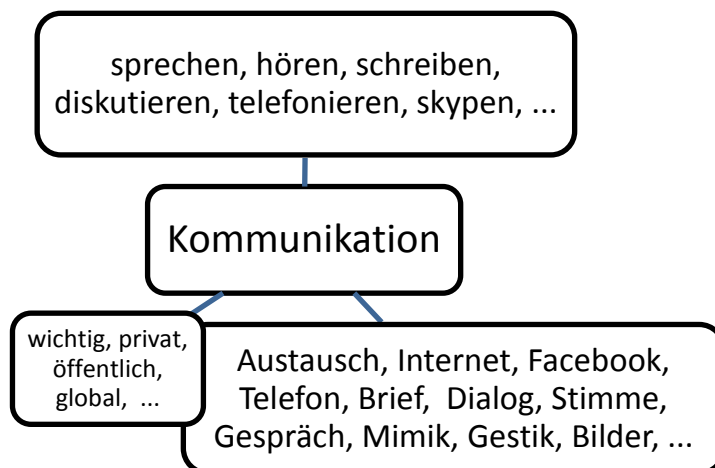 sprechen, hören, schreiben,
diskutieren, telefonieren, skypen, ...
Kommunikation
wichtig, privat,
öffentlich,
global, ...
Austausch, Internet, Facebook,
Telefon, Brief, Dialog, Stimme,
Gespräch, Mimik, Gestik, Bilder, ...